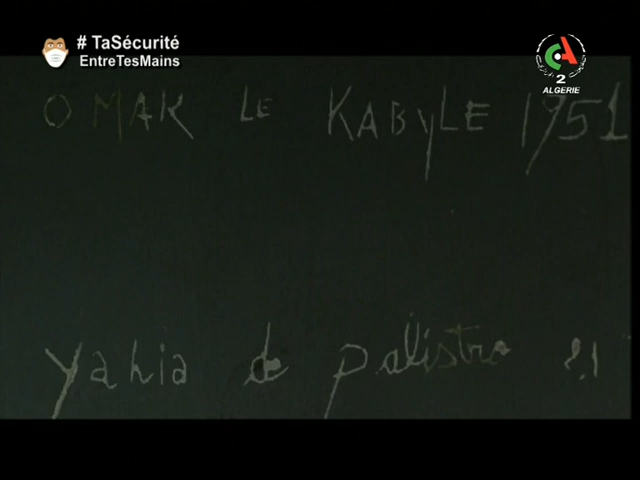 # TaSécurité
EntreTesMains
2
ALGERIE
OMAR LE KABYLE 1951
yahia de palistro